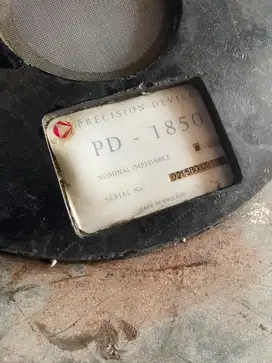 PRECISION DEVICES
PD - 1850
NOMINAL IMPEDANCE
SERIAL No.
MADE IN ENGLAND